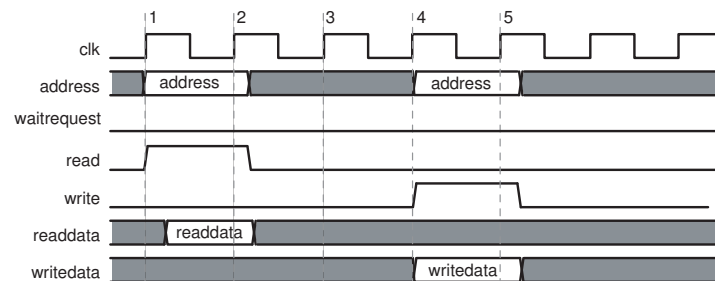 1 2 3 4 5
clk
address address address
waitrequest
read
write
readdata readdata
writedata writedata